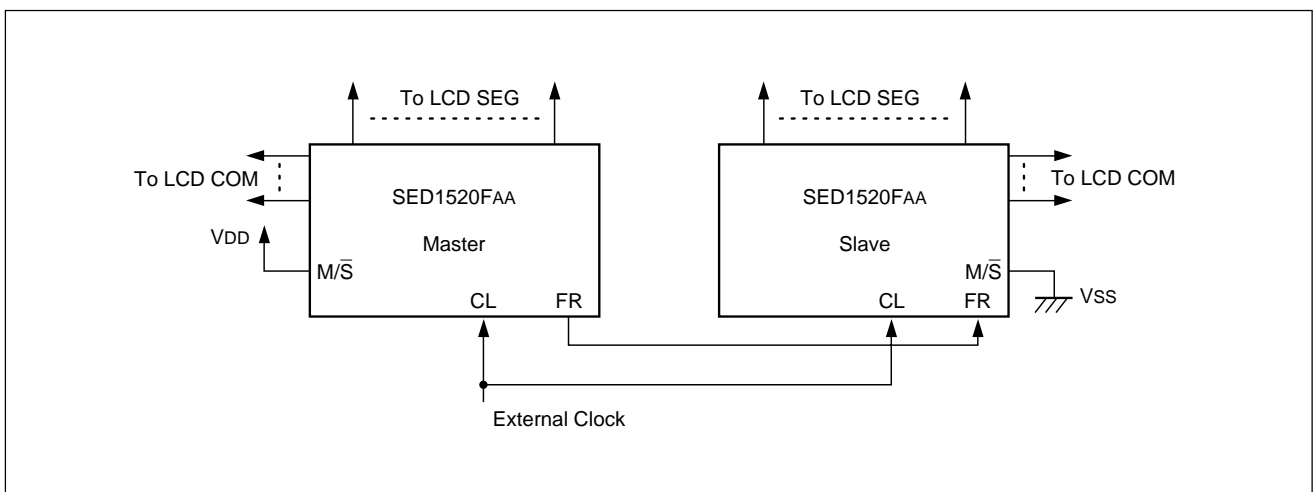 To LCD SEG
To LCD COM
SED1520FAA
Master
VDD
M/S̅
CL
FR
To LCD SEG
SED1520FAA
To LCD COM
Slave
M/S̅
CL
FR
VSS
External Clock